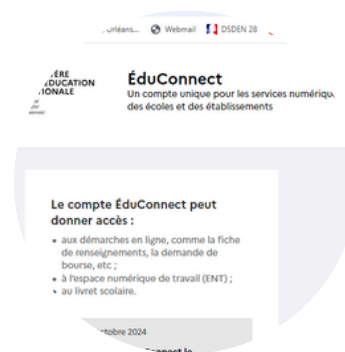 Webmail DSDEN 28
ÉduConnect
Un compte unique pour les services
des écoles et des établissements
Le compte ÉduConnect peut
donner accès :
aux démarches en ligne, comme la fiche
de renseignements, la demande de
bourse, etc ;
à l'espace numérique de travail (ENT) ;
au livret scolaire.
2024